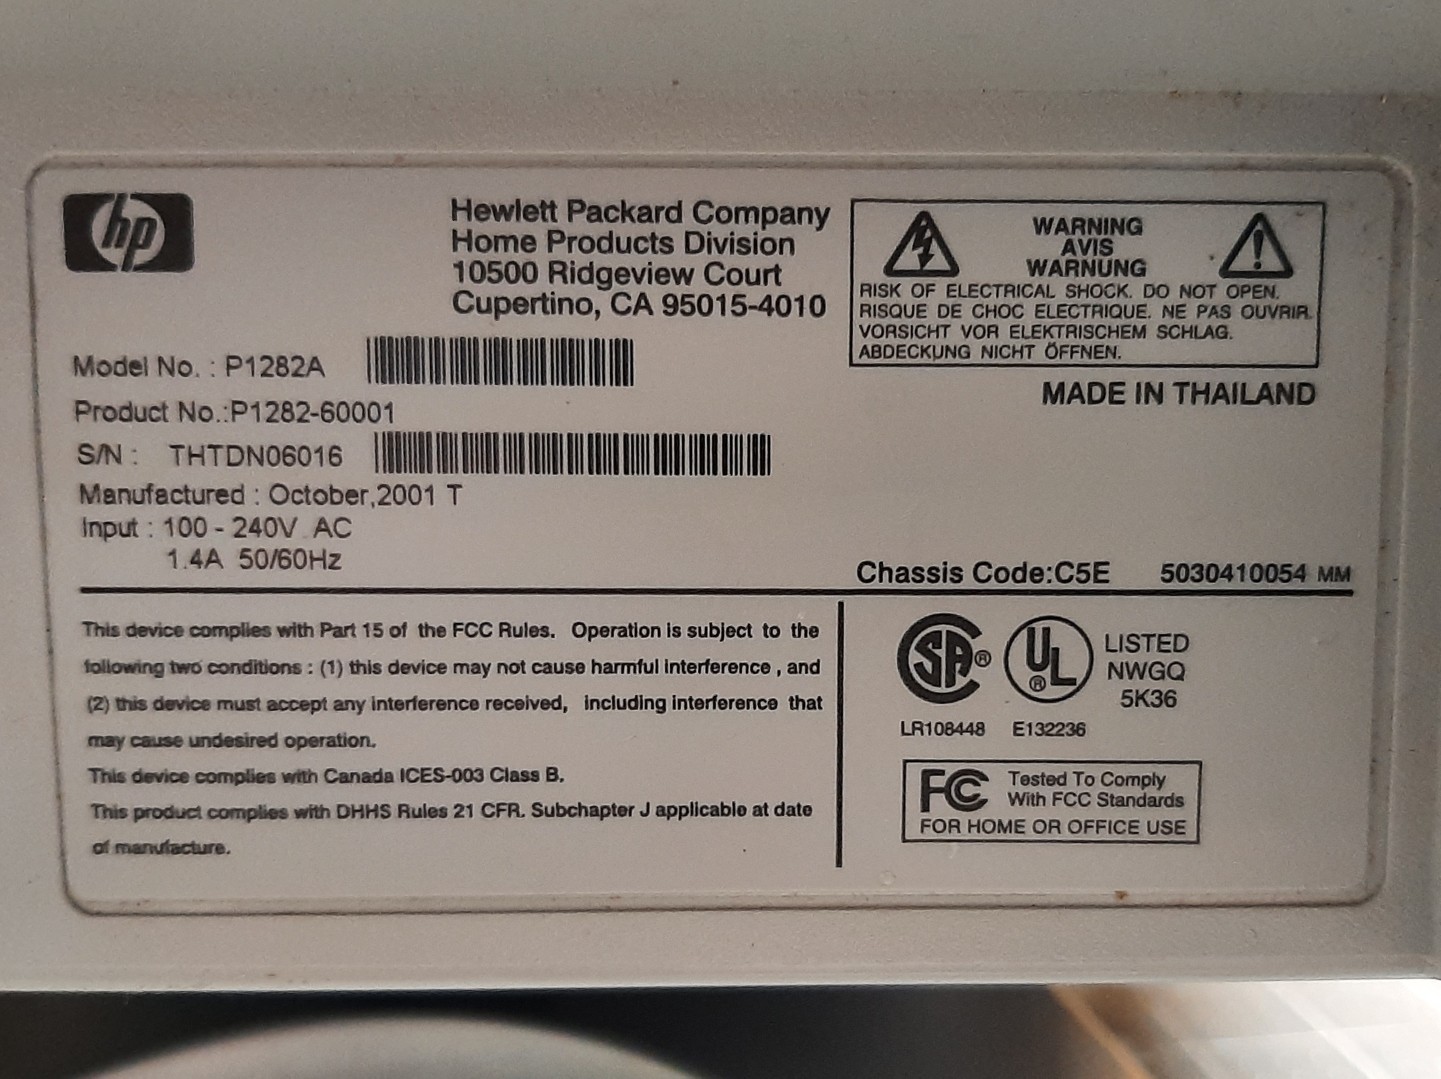 hp
Hewlett Packard Company
Home Products Division
10500 Ridgeview Court
Cupertino, CA 95015-4010
WARNING
AVIS
WARNUNG
RISK OF ELECTRICAL SHOCK. DO NOT OPEN.
RISQUE DE CHOC ELECTRIQUE. NE PAS OUVRIR.
VORSICHT VOR ELEKTRISCHEM SCHLAG.
ABDECKUNG NICHT ÖFFNEN.
MADE IN THAILAND
Model No. : P1282A
Product No.:P1282-60001
S/N : THTDN06016
Manufactured : October,2001 T
Input : 100 - 240V AC
1.4A 50/60Hz
Chassis Code:C5E 5030410054 MM
This device complies with Part 15 of the FCC Rules. Operation is subject to the
following two conditions : (1) this device may not cause harmful interference , and
(2) this device must accept any interference received, including interference that
may cause undesired operation.
This device complies with Canada ICES-003 Class B.
This product complies with DHHS Rules 21 CFR. Subchapter J applicable at date
of manufacture.
SA®
UL®
LISTED
NWGQ
5K36
LR108448 E132236
FC
Tested To Comply
With FCC Standards
FOR HOME OR OFFICE USE